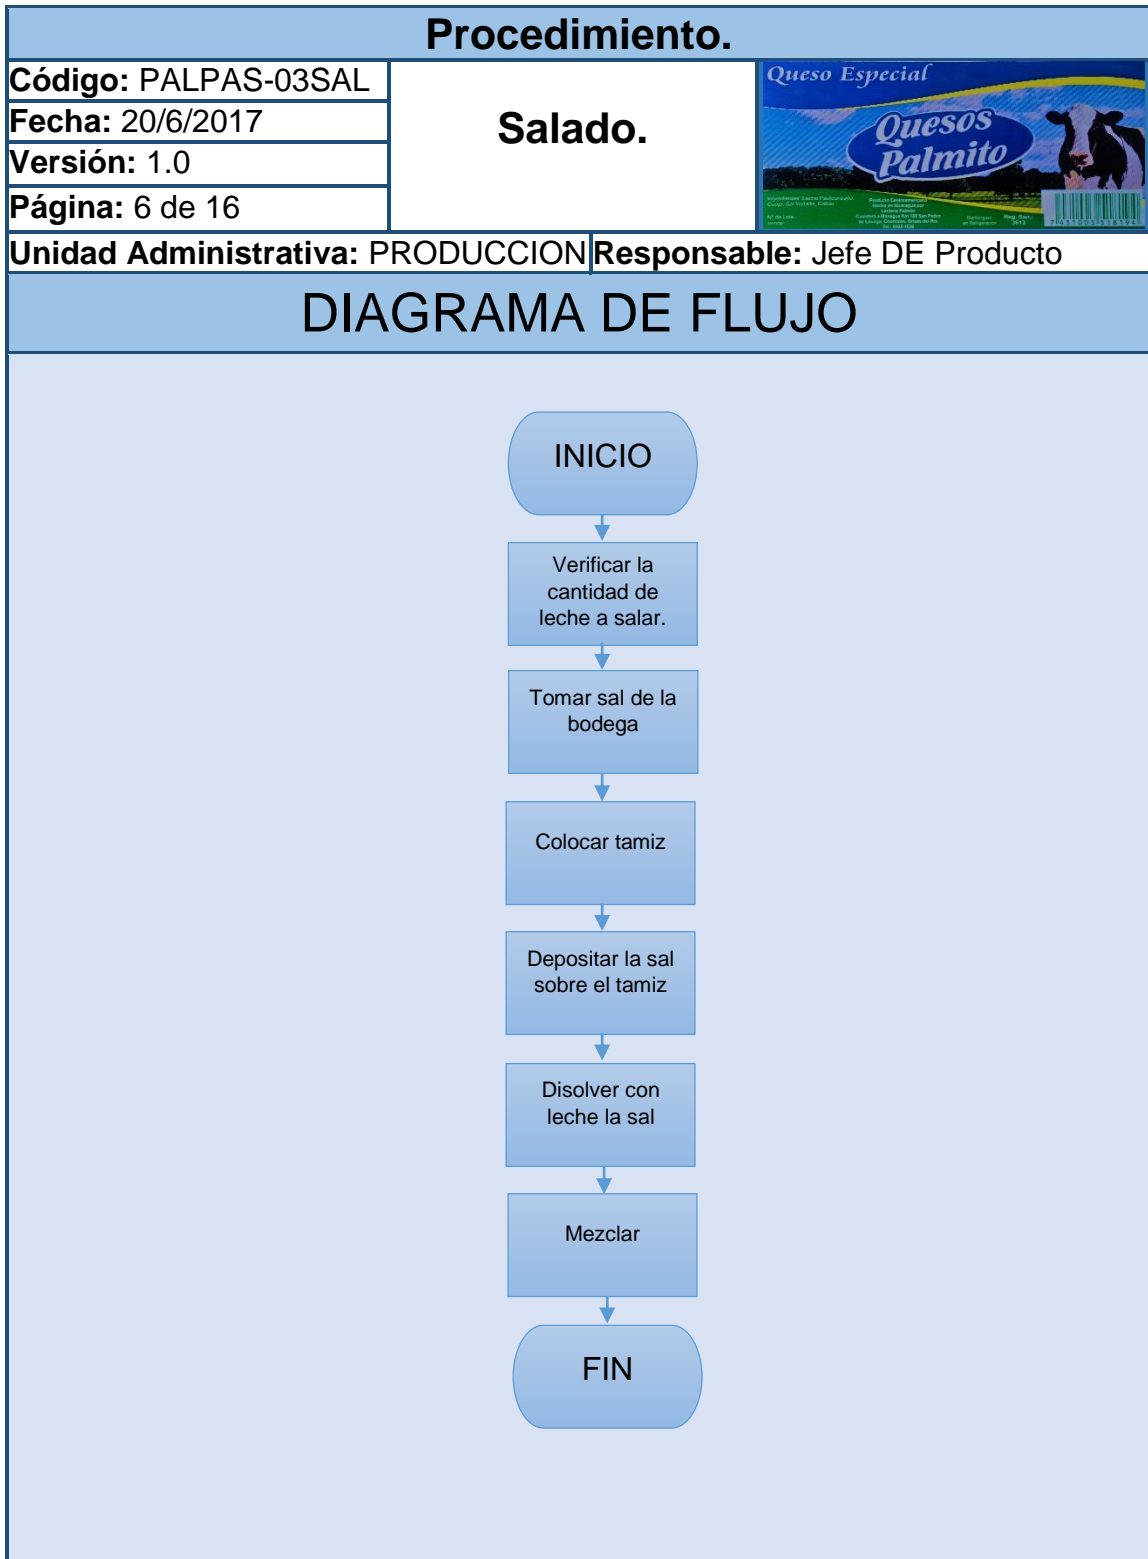 Procedimiento.
Código: PALPAS-03SAL
Fecha: 20/6/2017
Versión: 1.0
Página: 6 de 16
Salado.
Queso Especial
Quesos
Palmito
Unidad Administrativa: PRODUCCION
Responsable: Jefe DE Producto
DIAGRAMA DE FLUJO
INICIO
Verificar la
cantidad de
leche a salar.
Tomar sal de la
bodega
Colocar tamiz
Depositar la sal
sobre el tamiz
Disolver con
leche la sal
Mezclar
FIN